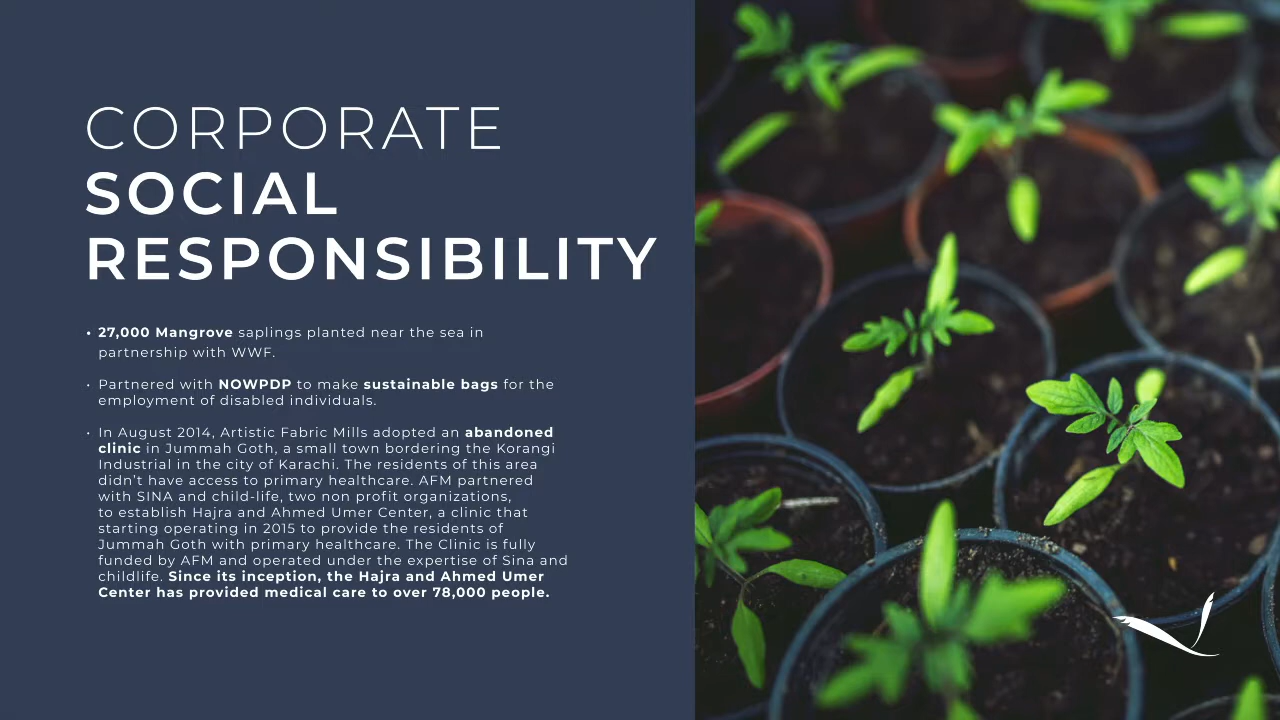 CORPORATE
SOCIAL
RESPONSIBILITY
• 27,000 Mangrove saplings planted near the sea in
partnership with WWF.
• Partnered with NOWPDP to make sustainable bags for the
employment of disabled individuals.
• In August 2014, Artistic Fabric Mills adopted an abandoned
clinic in Jummah Goth, a small town bordering the Korangi
Industrial in the city of Karachi. The residents of this area
didn't have access to primary healthcare. AFM partnered
with SINA and child-life, two non profit organizations,
to establish Hajra and Ahmed Umer Center, a clinic that
starting operating in 2015 to provide the residents of
Jummah Goth with primary healthcare. The Clinic is fully
funded by AFM and operated under the expertise of Sina and
childlife. Since its inception, the Hajra and Ahmed Umer
Center has provided medical care to over 78,000 people.